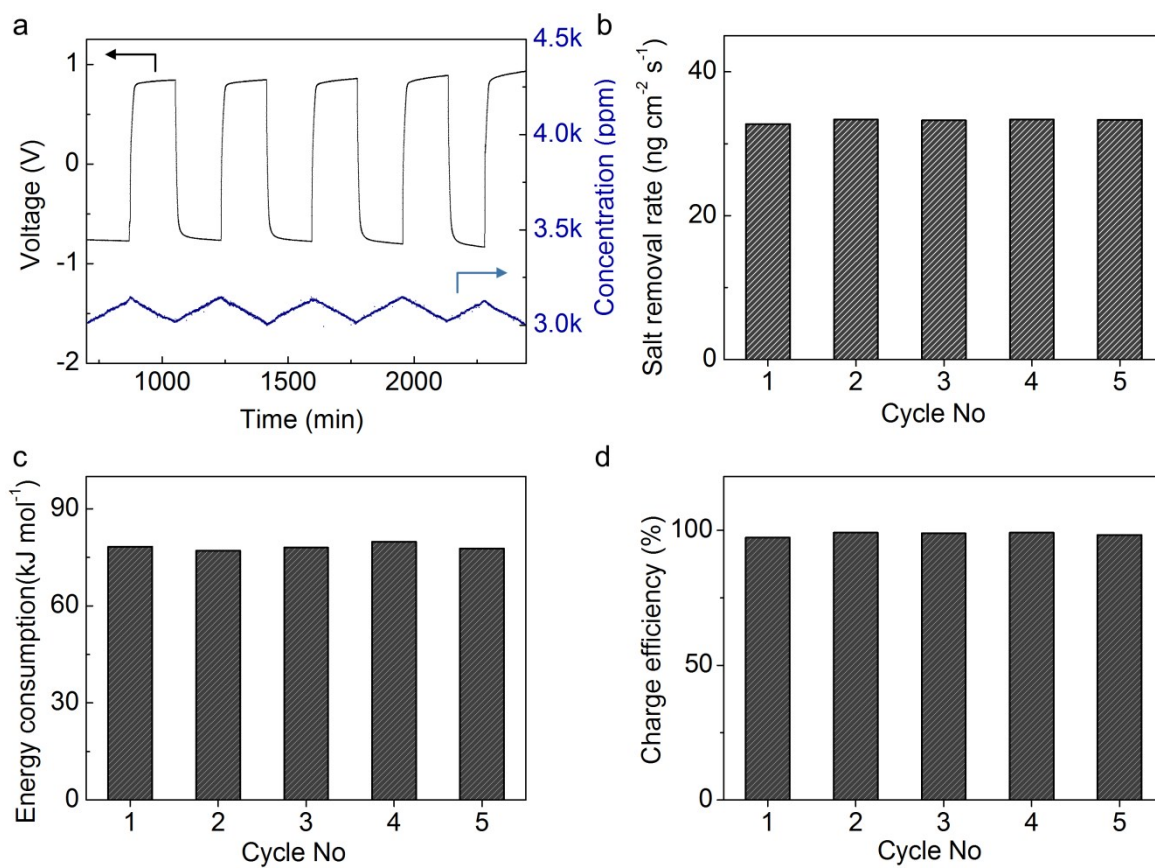 a
Voltage (V)
1
0
-1
-2
1000
1500
2000
Time (min)
4.5k
4.0k
3.5k
3.0k
Concentration (ppm)
b
Salt removal rate (ng cm⁻² s⁻¹)
40
20
0
1 2 3 4 5
Cycle No
c
Energy consumption(kJ mol⁻¹)
90
60
30
0
1 2 3 4 5
Cycle No
d
Charge efficiency (%)
100
50
0
1 2 3 4 5
Cycle No